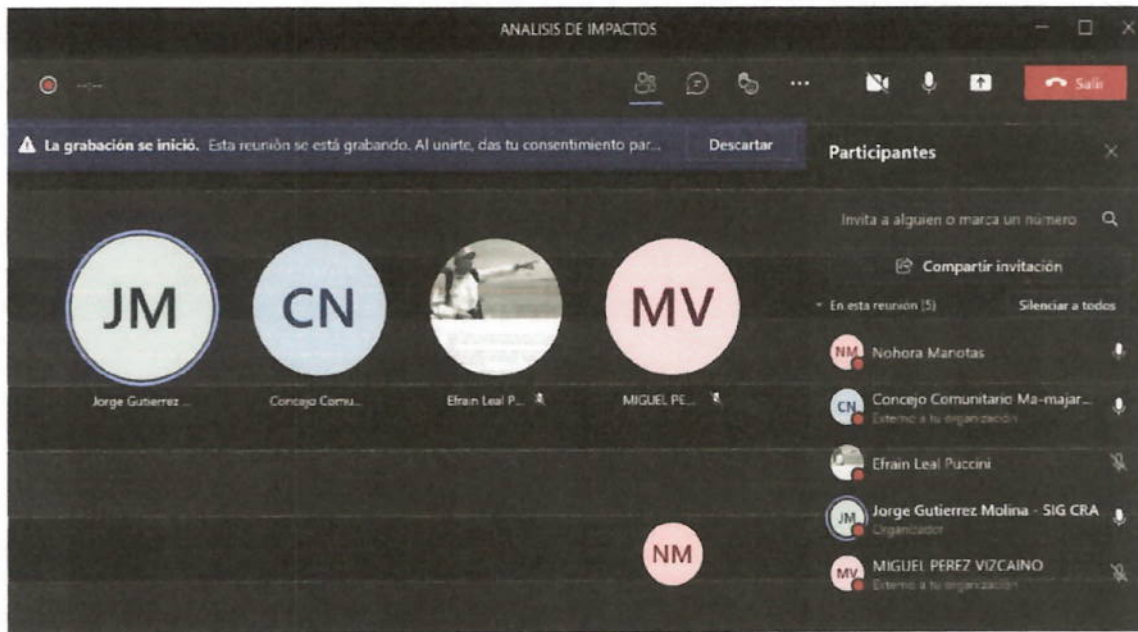 ANALISIS DE IMPACTOS
--:--
Salir
La grabación se inició. Esta reunión se está grabando. Al unirte, das tu consentimiento par...
Descartar
Participantes
Invita a alguien o marca un número
Compartir invitación
En esta reunión (5)
Silenciar a todos
JM
CN
MV
Jorge Gutierrez ...
Concejo Comu...
Efrain Leal P...
MIGUEL PE...
NM
NM
Nohora Manotas
CN
Concejo Comunitario Ma-majar...
Externo a tu organización
Efrain Leal Puccini
JM
Jorge Gutierrez Molina - SIG CRA
Organizador
MV
MIGUEL PEREZ VIZCAINO
Externo a tu organización